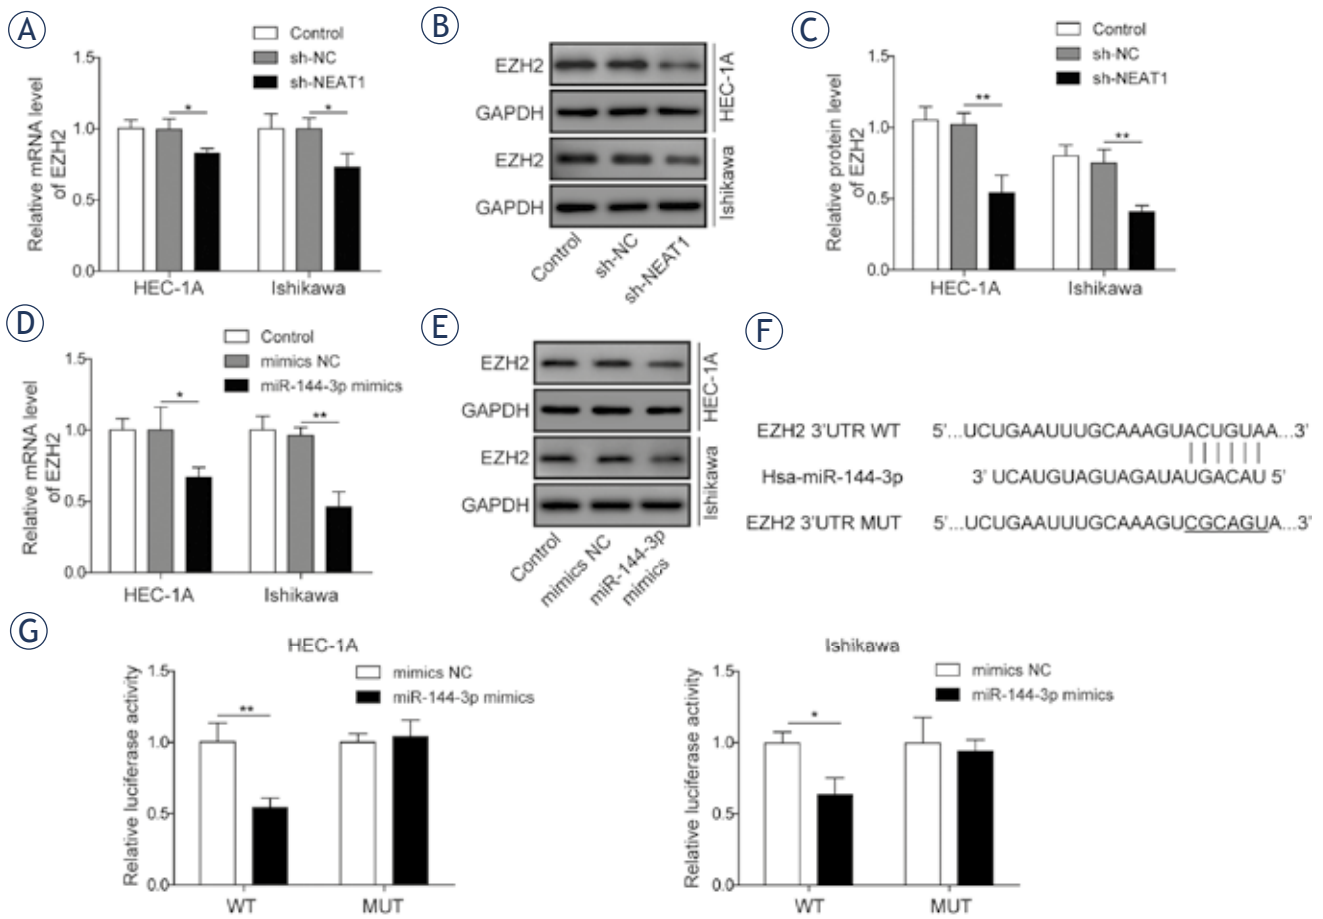 A
Control
sh-NC
sh-NEAT1
Relative mRNA level
of EZH2
1.5
1.0
0.5
0.0
*
*
HEC-1A
Ishikawa
B
EZH2
GAPDH
EZH2
GAPDH
HEC-1A
Ishikawa
Control
sh-NC
sh-NEAT1
C
Control
sh-NC
sh-NEAT1
Relative protein level
of EZH2
1.5
1.0
0.5
0.0
**
**
HEC-1A
Ishikawa
D
Control
mimics NC
miR-144-3p mimics
Relative mRNA level
of EZH2
1.5
1.0
0.5
0.0
*
**
HEC-1A
Ishikawa
E
EZH2
GAPDH
EZH2
GAPDH
HEC-1A
Ishikawa
Control
mimics NC
miR-144-3p
mimics
F
EZH2 3'UTR WT 5'...UCUGAAUUUGCAAAGUACUGUAA...3'
Hsa-miR-144-3p 3' UCAUGUAGUAGAUAUGACAU 5'
EZH2 3'UTR MUT 5'...UCUGAAUUUGCAAAGUCGCAGUA...3'
G
HEC-1A
mimics NC
miR-144-3p mimics
Relative luciferase activity
1.5
1.0
0.5
0.0
**
WT
MUT
Ishikawa
mimics NC
miR-144-3p mimics
Relative luciferase activity
1.5
1.0
0.5
0.0
*
WT
MUT